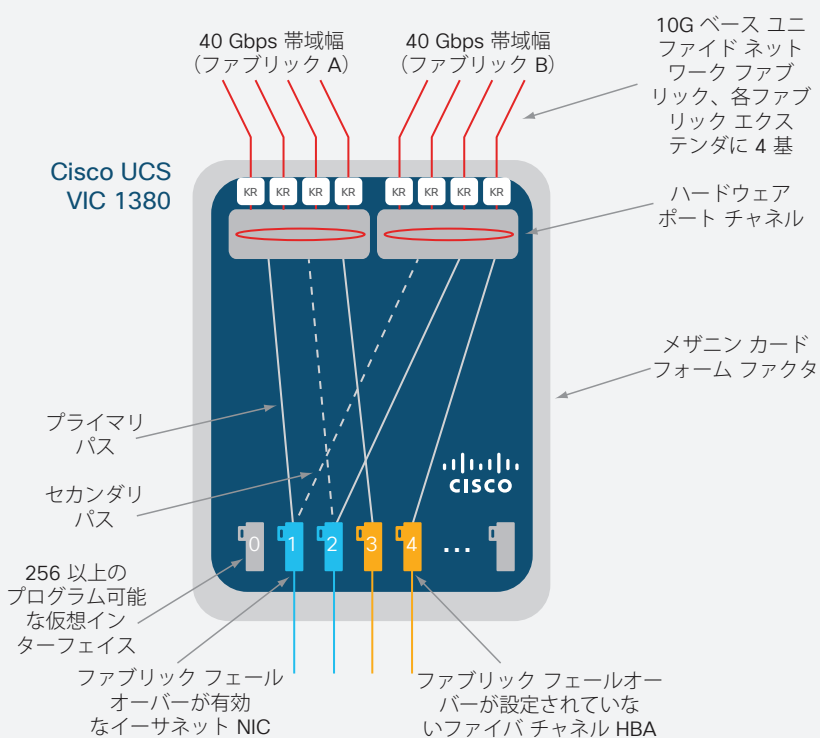 40 Gbps 帯域幅
(ファブリック A)
40 Gbps 帯域幅
(ファブリック B)
10G ベース ユニ
ファイド ネット
ワーク ファブ
リック、各ファブ
リック エクス
テンダに 4 基
Cisco UCS
VIC 1380
KR KR KR KR KR KR KR KR
ハードウェア
ポート チャネル
メザニン カード
フォーム ファクタ
プライマリ
パス
セカンダリ
パス
CISCO
0 1 2 3 4 ...
256 以上の
プログラム可能
な仮想イン
ターフェイス
ファブリック フェール
オーバーが有効
なイーサネット NIC
ファブリック フェールオー
バーが設定されていな
いファイバ チャネル HBA